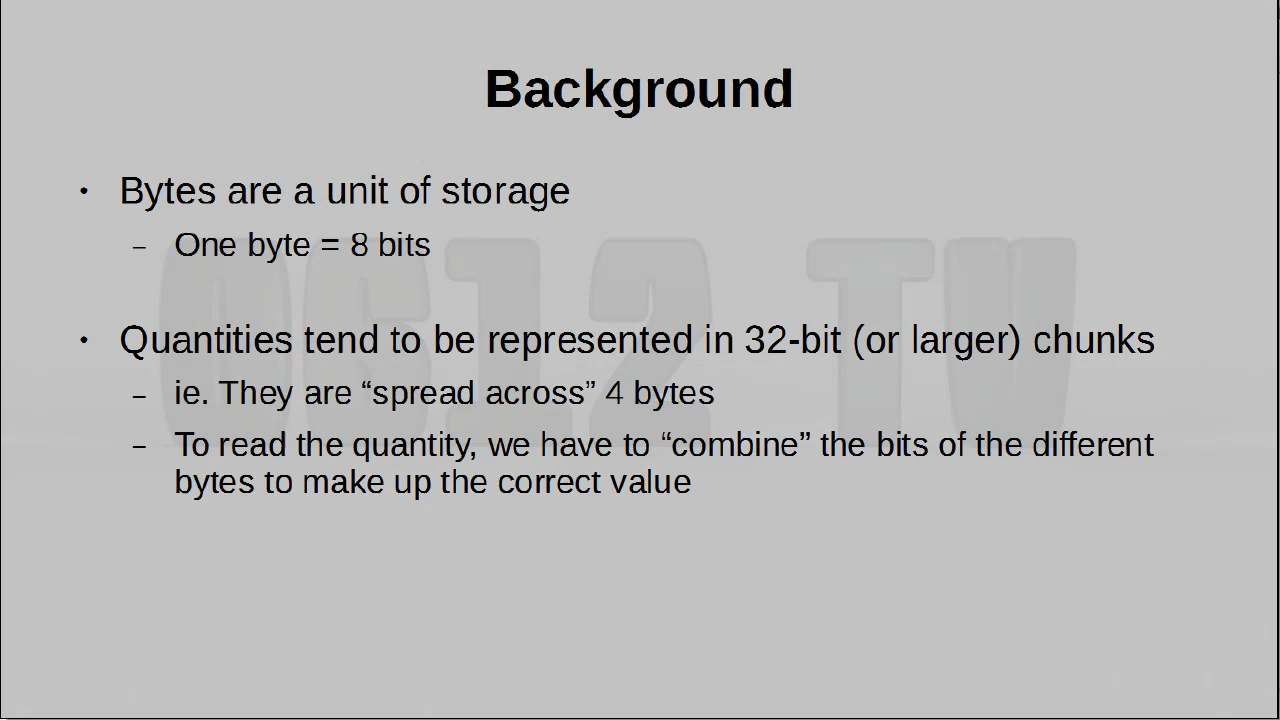 Background
• Bytes are a unit of storage
– One byte = 8 bits
• Quantities tend to be represented in 32-bit (or larger) chunks
– ie. They are “spread across” 4 bytes
– To read the quantity, we have to “combine” the bits of the different
bytes to make up the correct value
0612 TV